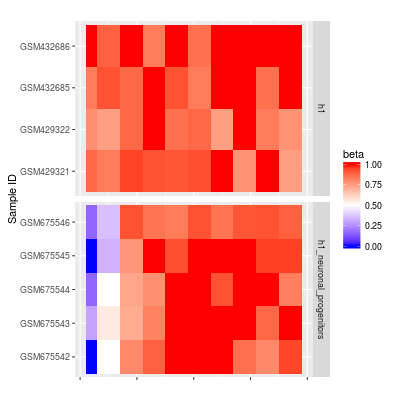 GSM432686
GSM432685
GSM429322
GSM429321
h1
Sample ID
GSM675546
GSM675545
GSM675544
GSM675543
GSM675542
h1_neuronal_progenitors
beta
1.00
0.75
0.50
0.25
0.00